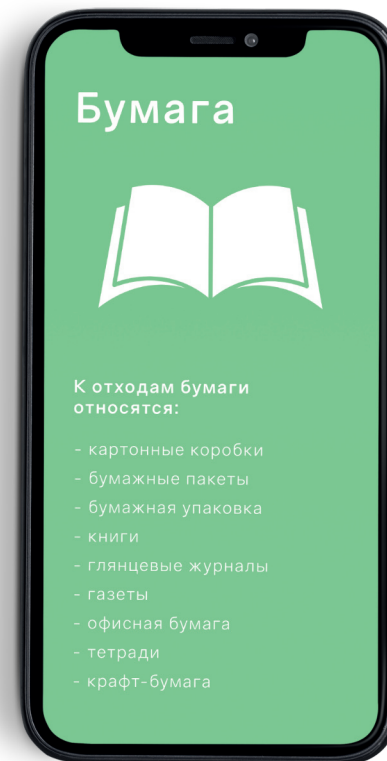 Бумага
К отходам бумаги
относятся:
- картонные коробки
- бумажные пакеты
- бумажная упаковка
- книги
- глянцевые журналы
- газеты
- офисная бумага
- тетради
- крафт-бумага